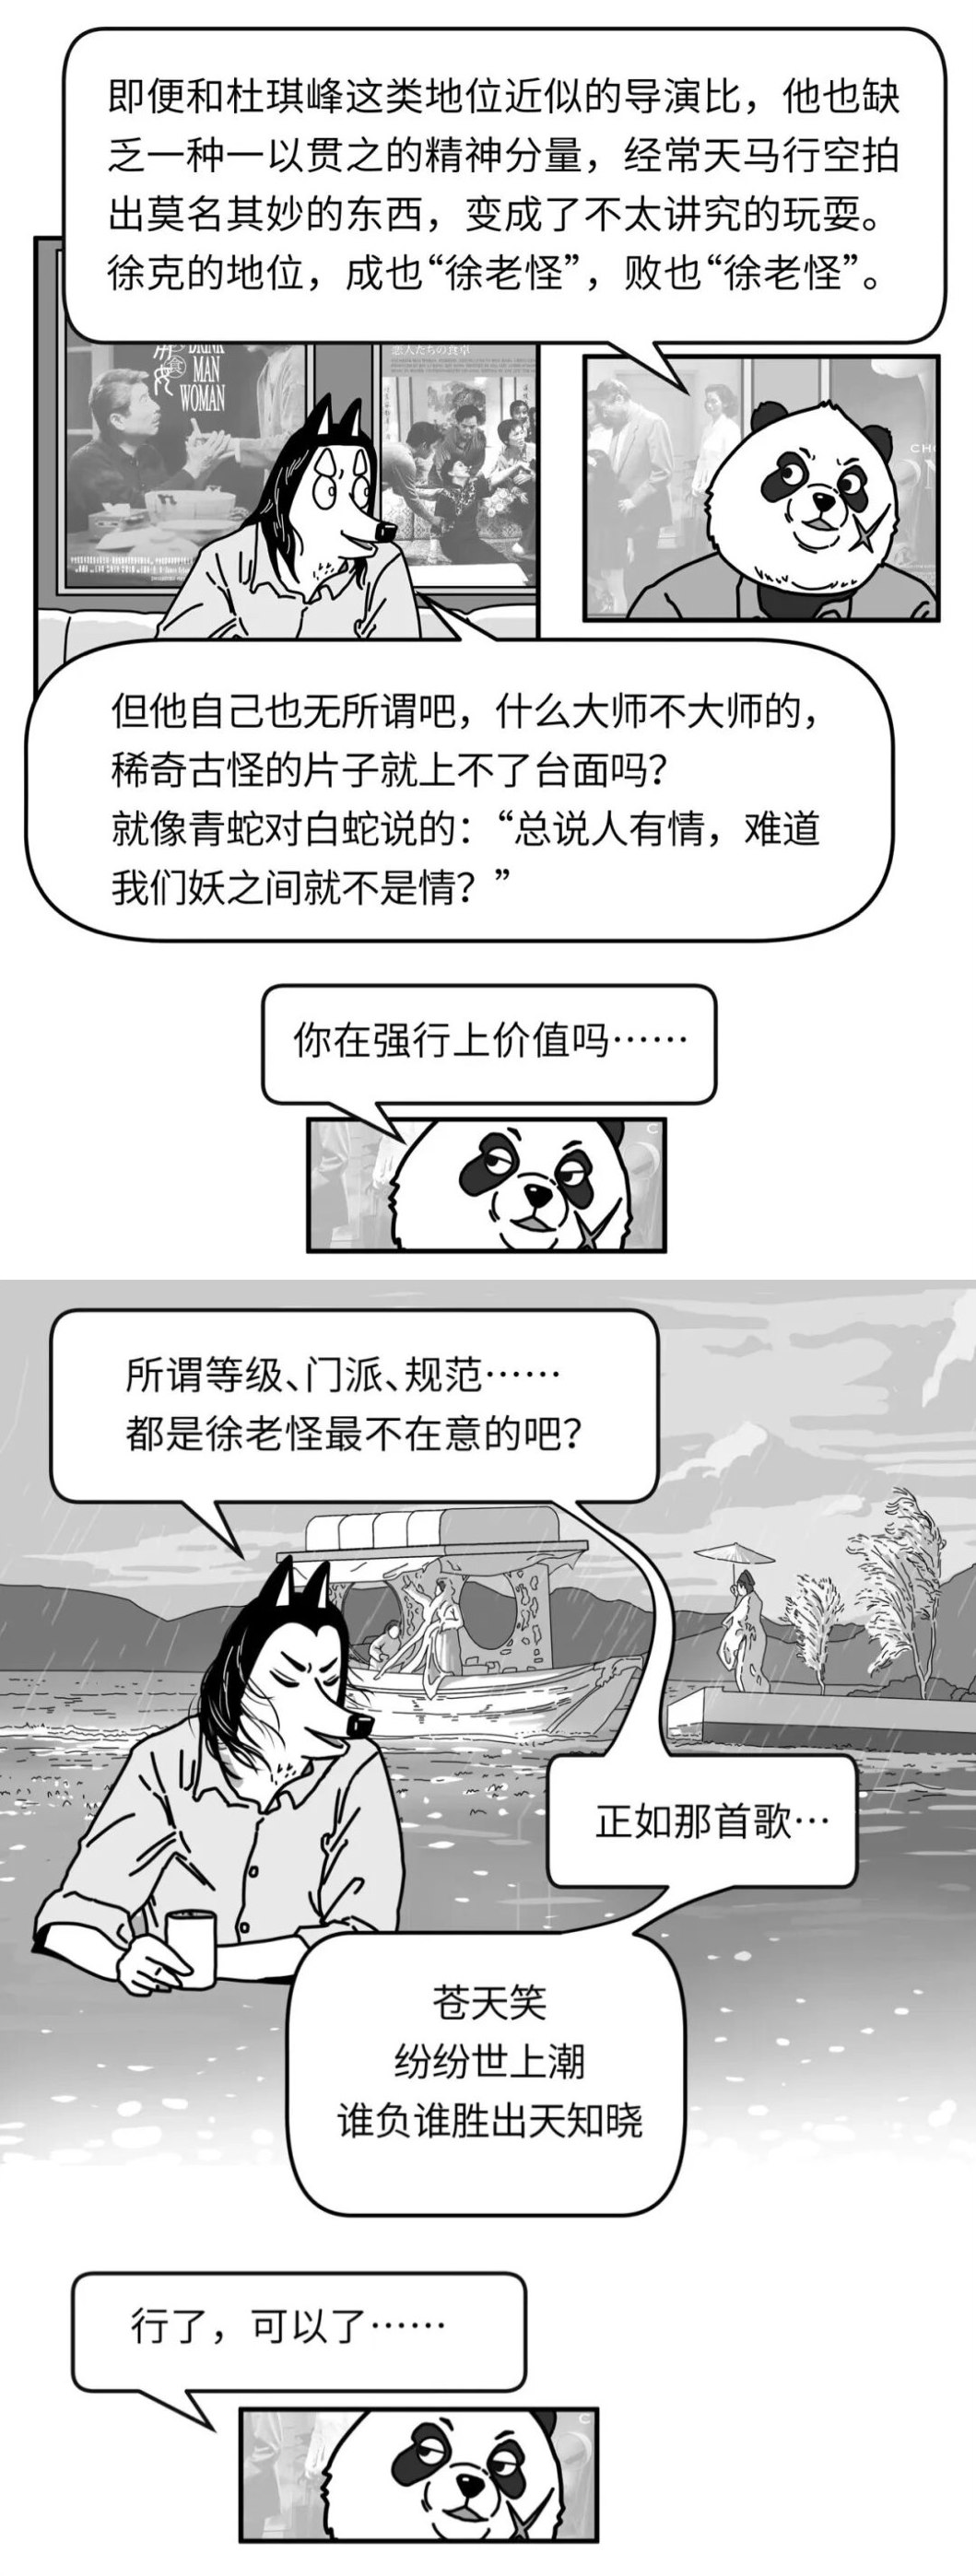 即便和杜琪峰这类地位近似的导演比，他也缺
乏一种一以贯之的精神分量，经常天马行空拍
出莫名其妙的东西，变成了不太讲究的玩耍。
徐克的地位，成也“徐老怪”，败也“徐老怪”。
DRINK
MAN
WOMAN
恋人たちの食卓
CH
但他自己也无所谓吧，什么大师不大师的，
稀奇古怪的片子就上不了台面吗？
就像青蛇对白蛇说的：“总说人有情，难道
我们妖之间就不是情？”
你在强行上价值吗……
所谓等级、门派、规范……
都是徐老怪最不在意的吧？
正如那首歌…
苍天笑
纷纷世上潮
谁负谁胜出天知晓
行了，可以了……